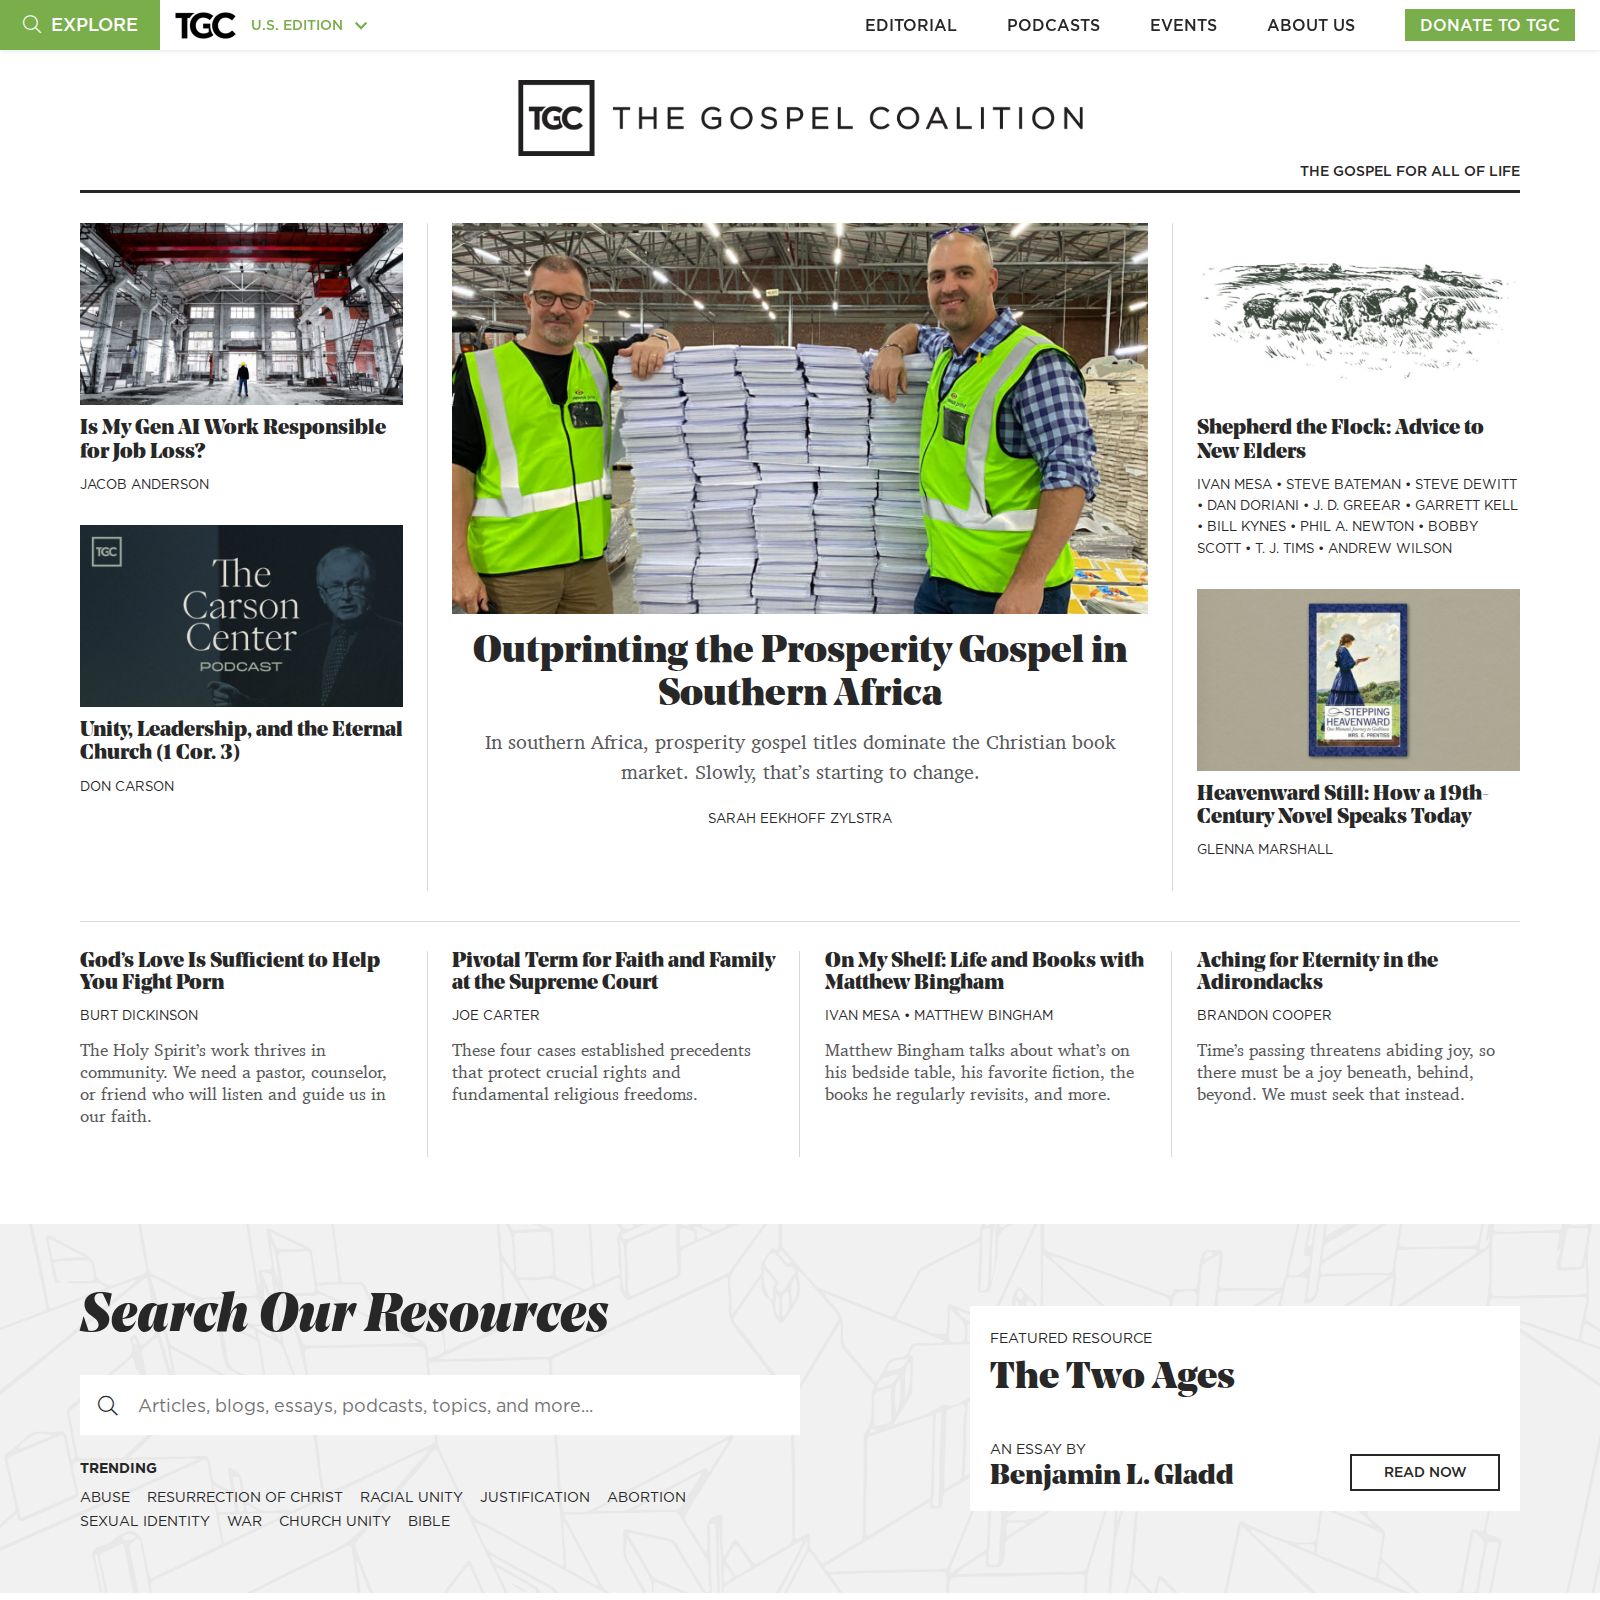 EXPLORE
TGC
U.S. EDITION
EDITORIAL
PODCASTS
EVENTS
ABOUT US
DONATE TO TGC
TGC THE GOSPEL COALITION
THE GOSPEL FOR ALL OF LIFE
Is My Gen AI Work Responsible
for Job Loss?
JACOB ANDERSON
TGC
The
Carson
Center
PODCAST
Unity, Leadership, and the Eternal
Church (1 Cor. 3)
DON CARSON
Outprinting the Prosperity Gospel in
Southern Africa
In southern Africa, prosperity gospel titles dominate the Christian book
market. Slowly, that’s starting to change.
SARAH EEKHOFF ZYLSTRA
Shepherd the Flock: Advice to
New Elders
IVAN MESA • STEVE BATEMAN • STEVE DEWITT
• DAN DORIANI • J. D. GREEAR • GARRETT KELL
• BILL KYNES • PHIL A. NEWTON • BOBBY
SCOTT • T. J. TIMS • ANDREW WILSON
STEPPING
HEAVENWARD
One Woman's Journey to Godliness
MRS. E. PRENTISS
Heavenward Still: How a 19th-
Century Novel Speaks Today
GLENNA MARSHALL
God’s Love Is Sufficient to Help
You Fight Porn
BURT DICKINSON
The Holy Spirit’s work thrives in
community. We need a pastor, counselor,
or friend who will listen and guide us in
our faith.
Pivotal Term for Faith and Family
at the Supreme Court
JOE CARTER
These four cases established precedents
that protect crucial rights and
fundamental religious freedoms.
On My Shelf: Life and Books with
Matthew Bingham
IVAN MESA • MATTHEW BINGHAM
Matthew Bingham talks about what’s on
his bedside table, his favorite fiction, the
books he regularly revisits, and more.
Aching for Eternity in the
Adirondacks
BRANDON COOPER
Time’s passing threatens abiding joy, so
there must be a joy beneath, behind,
beyond. We must seek that instead.
Search Our Resources
Articles, blogs, essays, podcasts, topics, and more...
TRENDING
ABUSE RESURRECTION OF CHRIST RACIAL UNITY JUSTIFICATION ABORTION
SEXUAL IDENTITY WAR CHURCH UNITY BIBLE
FEATURED RESOURCE
The Two Ages
AN ESSAY BY
Benjamin L. Gladd
READ NOW